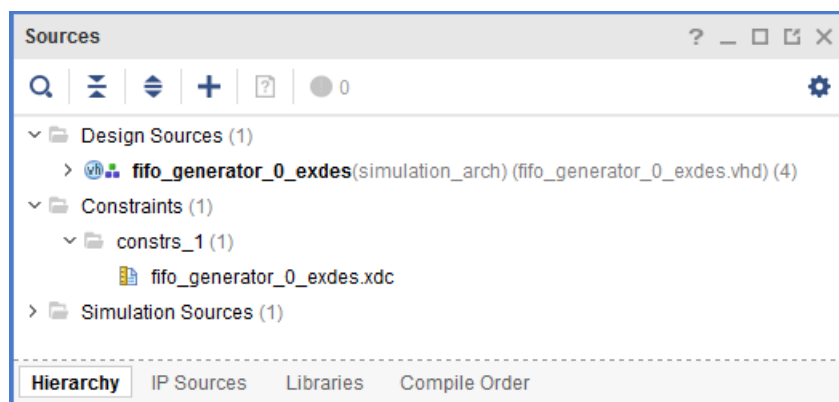 Sources
0
Design Sources (1)
fifo_generator_0_exdes(simulation_arch) (fifo_generator_0_exdes.vhd) (4)
Constraints (1)
constrs_1 (1)
fifo_generator_0_exdes.xdc
Simulation Sources (1)
Hierarchy IP Sources Libraries Compile Order